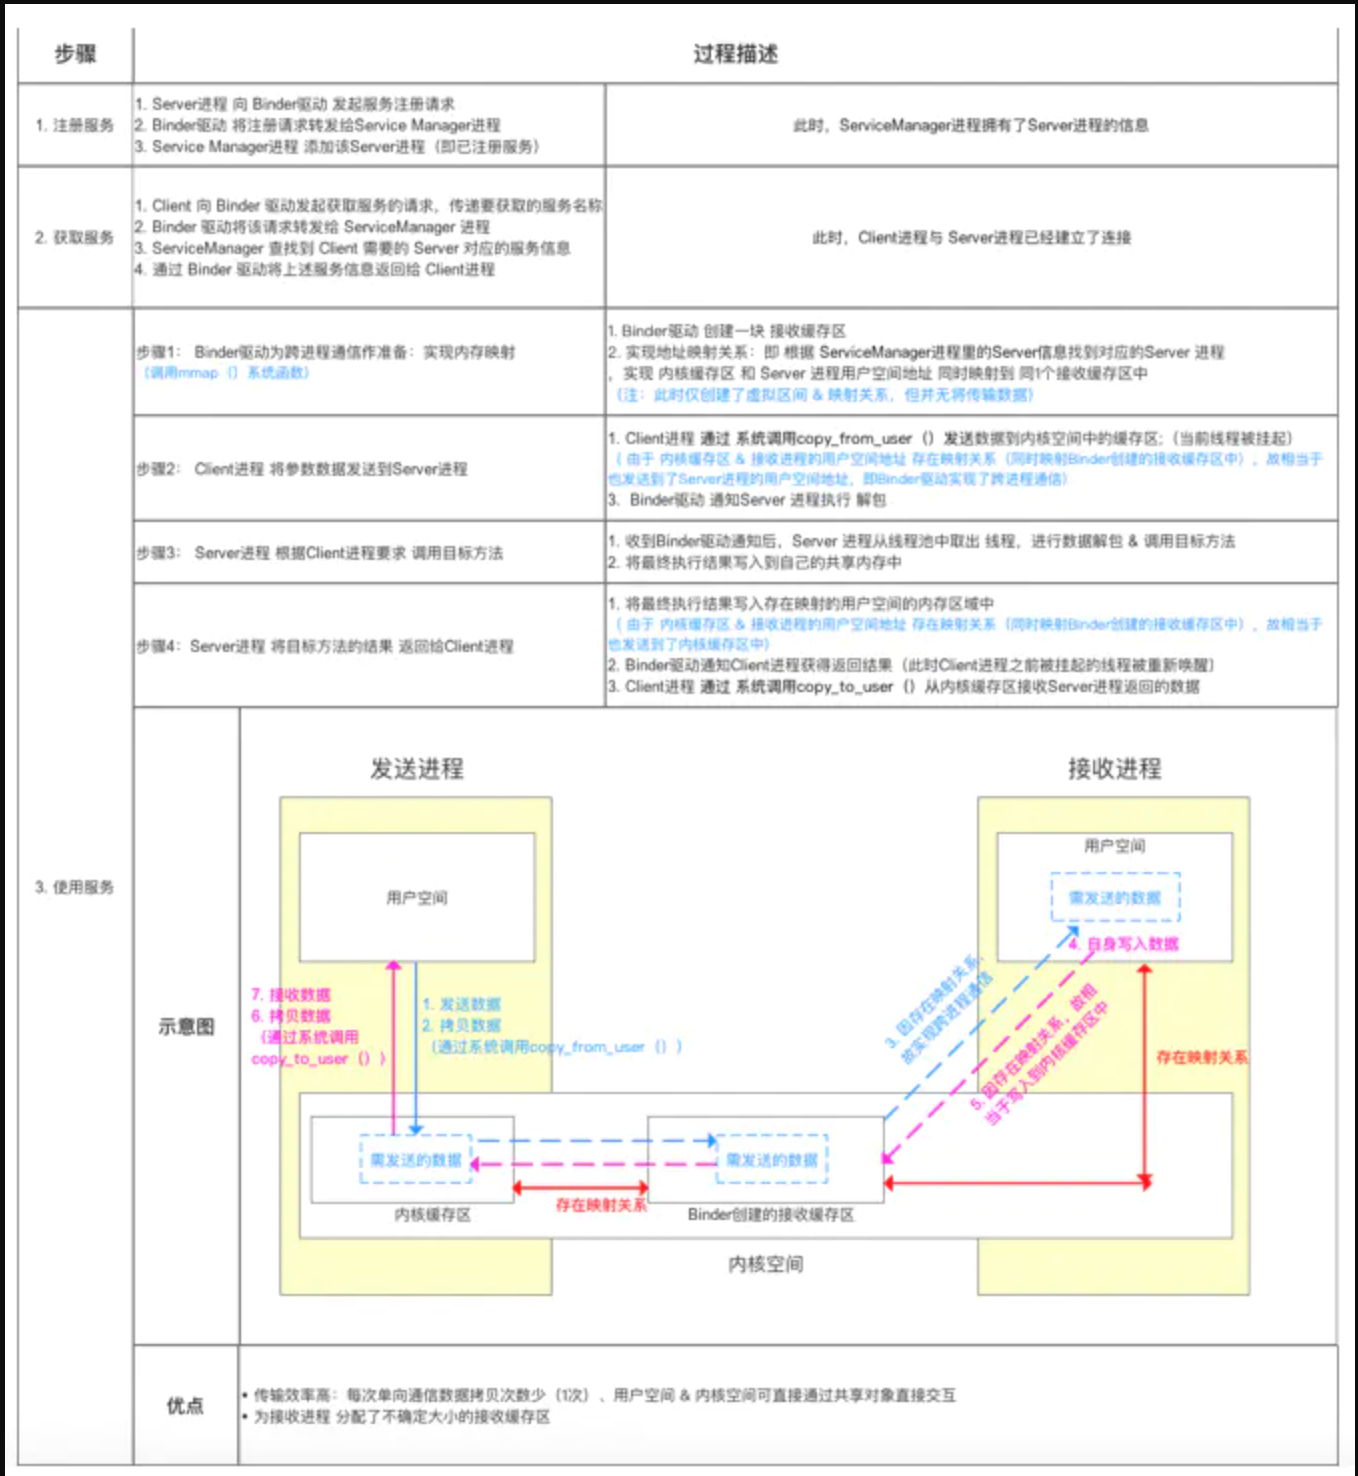 步骤
过程描述
1. 注册服务
1. Server进程 向 Binder驱动 发起服务注册请求
2. Binder驱动 将注册请求转发给Service Manager进程
3. Service Manager进程 添加该Server进程（即已注册服务）
此时，ServiceManager进程拥有了Server进程的信息
2. 获取服务
1. Client 向 Binder 驱动发起获取服务的请求，传递要获取的服务名称
2. Binder 驱动将该请求转发给 ServiceManager 进程
3. ServiceManager 查找到 Client 需要的 Server 对应的服务信息
4. 通过 Binder 驱动将上述服务信息返回给 Client进程
此时，Client进程与 Server进程已经建立了连接
3. 使用服务
步骤1： Binder驱动为跨进程通信作准备：实现内存映射
（调用mmap（）系统函数）
1. Binder驱动 创建一块 接收缓存区
2. 实现地址映射关系：即 根据 ServiceManager进程里的Server信息找到对应的Server 进程
，实现 内核缓存区 和 Server 进程用户空间地址 同时映射到 同1个接收缓存区中
（注：此时仅创建了虚拟区间 & 映射关系，但并无将传输数据）
步骤2： Client进程 将参数数据发送到Server进程
1. Client进程 通过 系统调用copy_from_user（）发送数据到内核空间中的缓存区;（当前线程被挂起）
（ 由于 内核缓存区 & 接收进程的用户空间地址 存在映射关系（同时映射Binder创建的接收缓存区中），故相当于
也发送到了Server进程的用户空间地址，即Binder驱动实现了跨进程通信）
3. Binder驱动 通知Server 进程执行 解包
步骤3： Server进程 根据Client进程要求 调用目标方法
1. 收到Binder驱动通知后，Server 进程从线程池中取出 线程，进行数据解包 & 调用目标方法
2. 将最终执行结果写入到自己的共享内存中
步骤4：Server进程 将目标方法的结果 返回给Client进程
1. 将最终执行结果写入存在映射的用户空间的内存区域中
（ 由于 内核缓存区 & 接收进程的用户空间地址 存在映射关系（同时映射Binder创建的接收缓存区中），故相当于
也发送到了内核缓存区中）
2. Binder驱动通知Client进程获得返回结果（此时Client进程之前被挂起的线程被重新唤醒）
3. Client进程 通过 系统调用copy_to_user（）从内核缓存区接收Server进程返回的数据
示意图
发送进程
接收进程
用户空间
用户空间
需发送的数据
4. 自身写入数据
7. 接收数据
6. 拷贝数据
（通过系统调用
copy_to_user（））
1. 发送数据
2. 拷贝数据
（通过系统调用copy_from_user（））
3. 因存在映射关系，
故实现跨进程通信
5. 因存在映射关系，故相
当于写入到内核缓存区中
存在映射关系
需发送的数据
需发送的数据
存在映射关系
内核缓存区
Binder创建的接收缓存区
内核空间
优点
• 传输效率高：每次单向通信数据拷贝次数少（1次）、用户空间 & 内核空间可直接通过共享对象直接交互
• 为接收进程 分配了不确定大小的接收缓存区